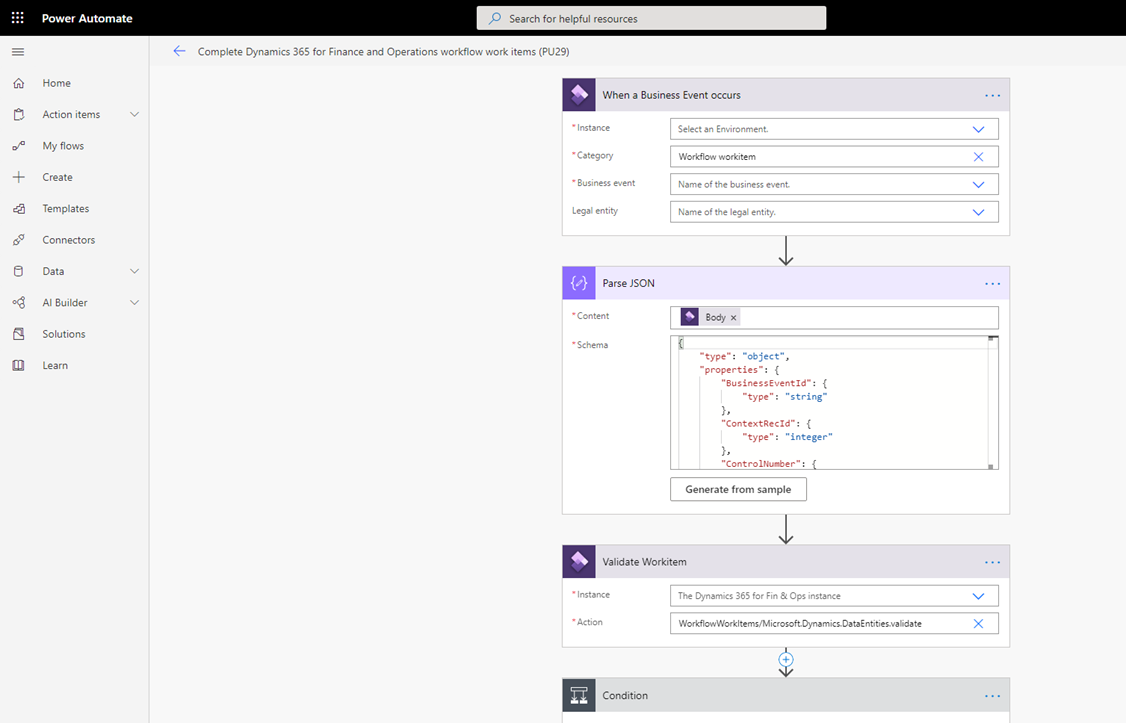 Power Automate
Search for helpful resources
Complete Dynamics 365 for Finance and Operations workflow work items (PU29)
Home
Action items
My flows
Create
Templates
Connectors
Data
AI Builder
Solutions
Learn
When a Business Event occurs
* Instance
Select an Environment.
* Category
Workflow workitem
* Business event
Name of the business event.
Legal entity
Name of the legal entity.
Parse JSON
* Content
Body ×
* Schema
{
"type": "object",
"properties": {
"BusinessEventId": {
"type": "string"
},
"ContextRecId": {
"type": "integer"
},
"ControlNumber": {
Generate from sample
Validate Workitem
* Instance
The Dynamics 365 for Fin & Ops instance
* Action
WorkflowWorkItems/Microsoft.Dynamics.DataEntities.validate
Condition